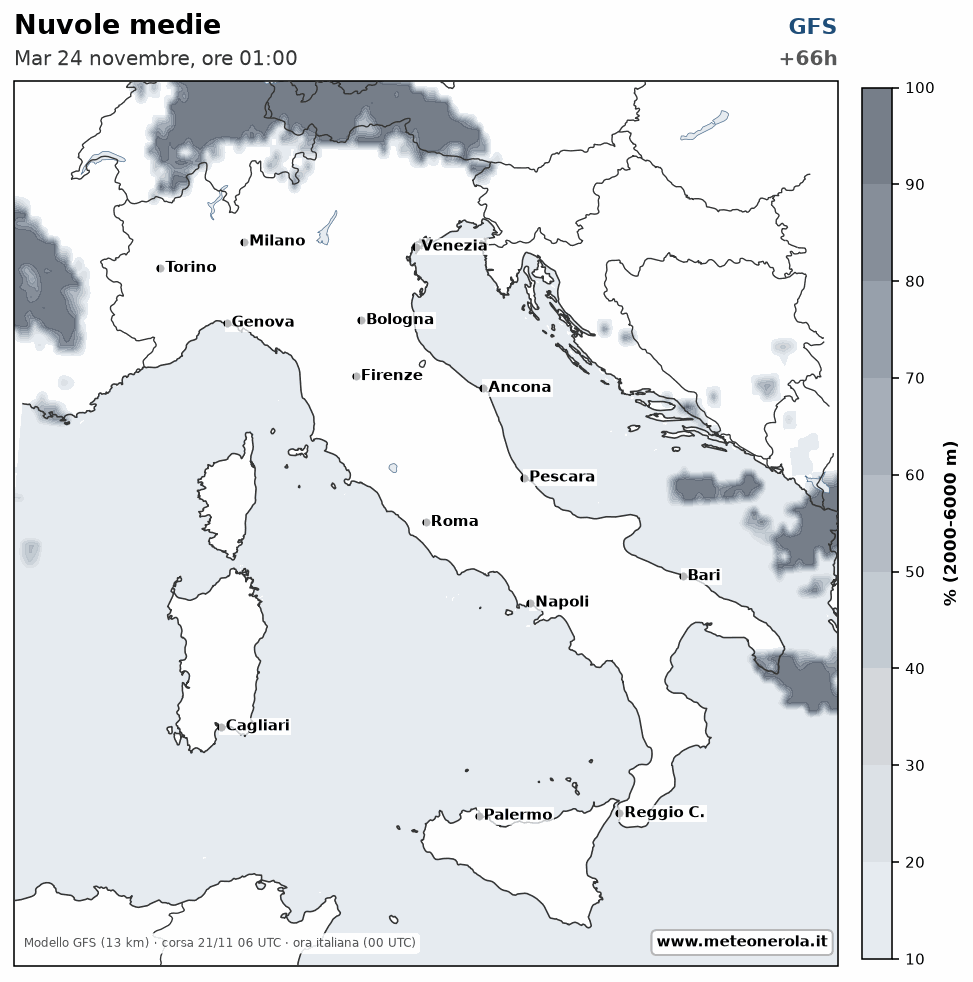 Nuvole medie
GFS
Mar 24 novembre, ore 01:00
+66h
100
90
80
70
60
50
40
30
20
10
% (2000-6000 m)
Milano
Venezia
Torino
Genova
Bologna
Firenze
Ancona
Pescara
Roma
Bari
Napoli
Cagliari
Palermo
Reggio C.
Modello GFS (13 km) · corsa 21/11 06 UTC · ora italiana (00 UTC)
www.meteonerola.it